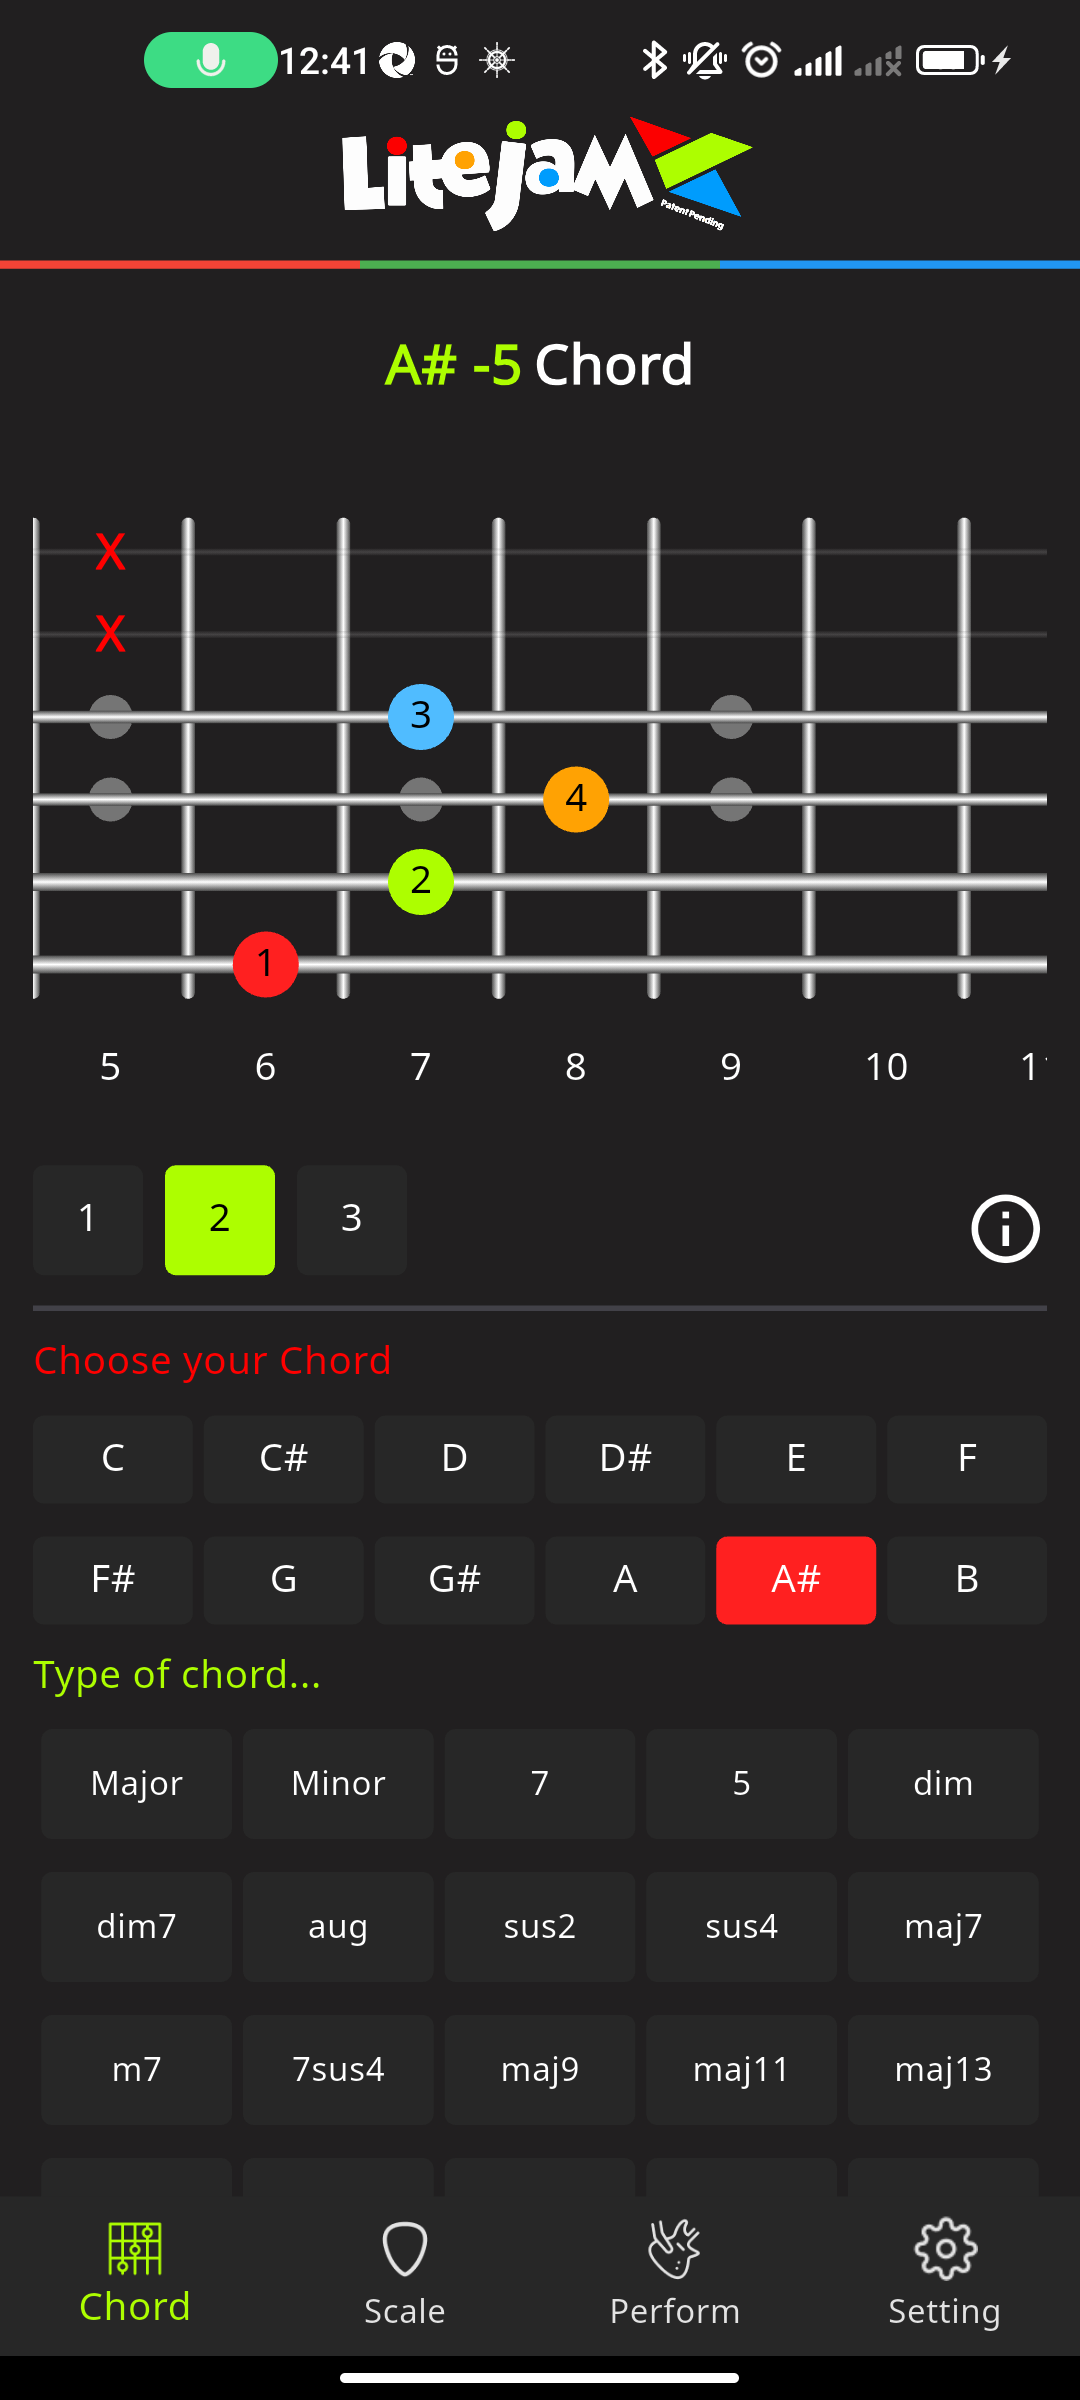 12:41
LiteJam
Patent Pending
A# -5 Chord
X
X
3
4
2
1
5 6 7 8 9 10
1 2 3
Choose your Chord
C C# D D# E F
F# G G# A A# B
Type of chord...
Major Minor 7 5 dim
dim7 aug sus2 sus4 maj7
m7 7sus4 maj9 maj11 maj13
Chord Scale Perform Setting